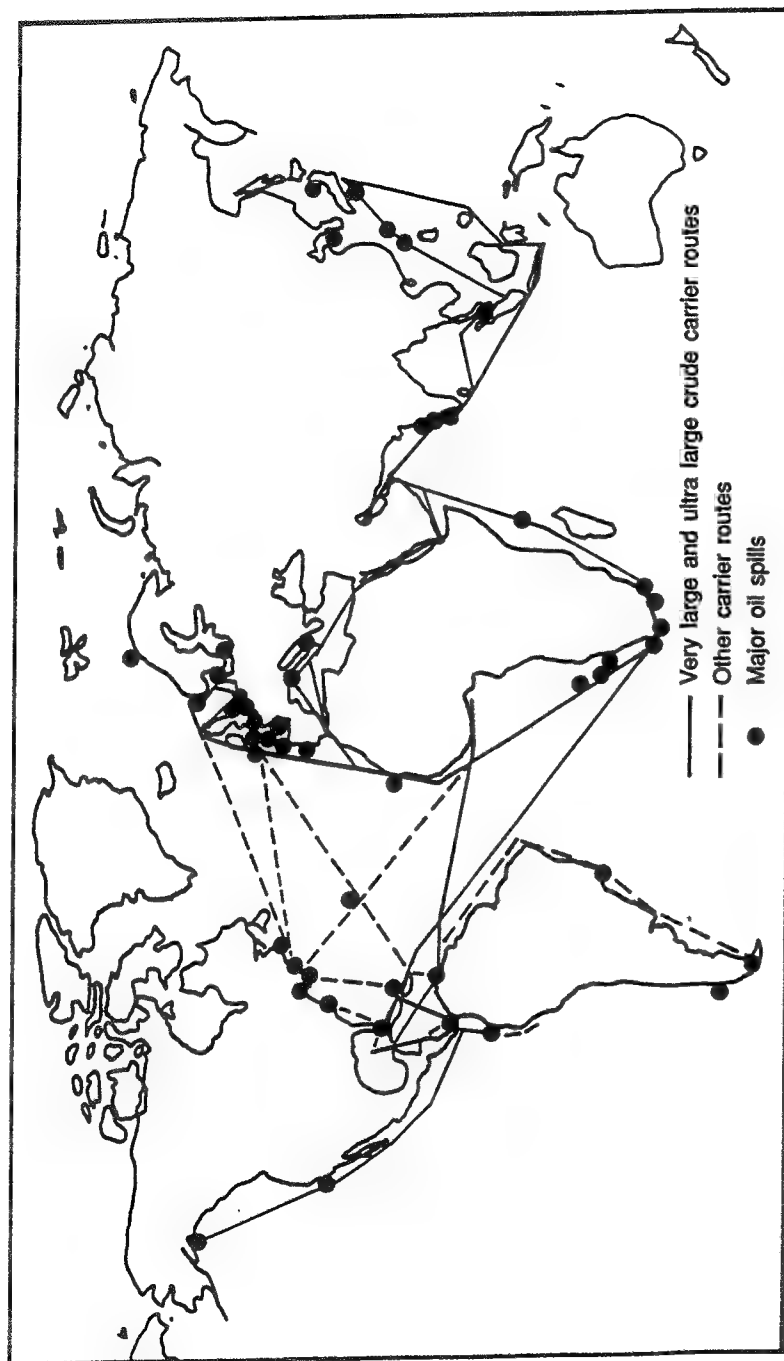 Very large and ultra large crude carrier routes
Other carrier routes
Major oil spills